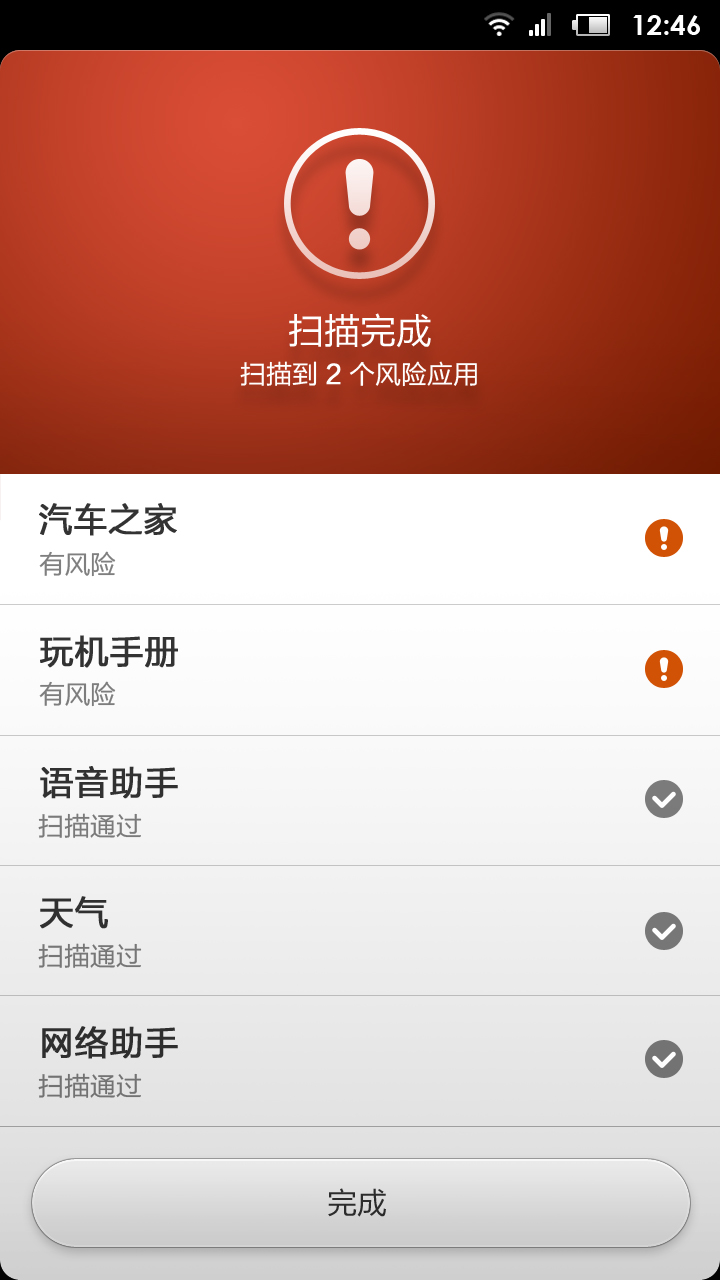 12:46
扫描完成
扫描到 2 个风险应用
汽车之家
有风险
玩机手册
有风险
语音助手
扫描通过
天气
扫描通过
网络助手
扫描通过
完成